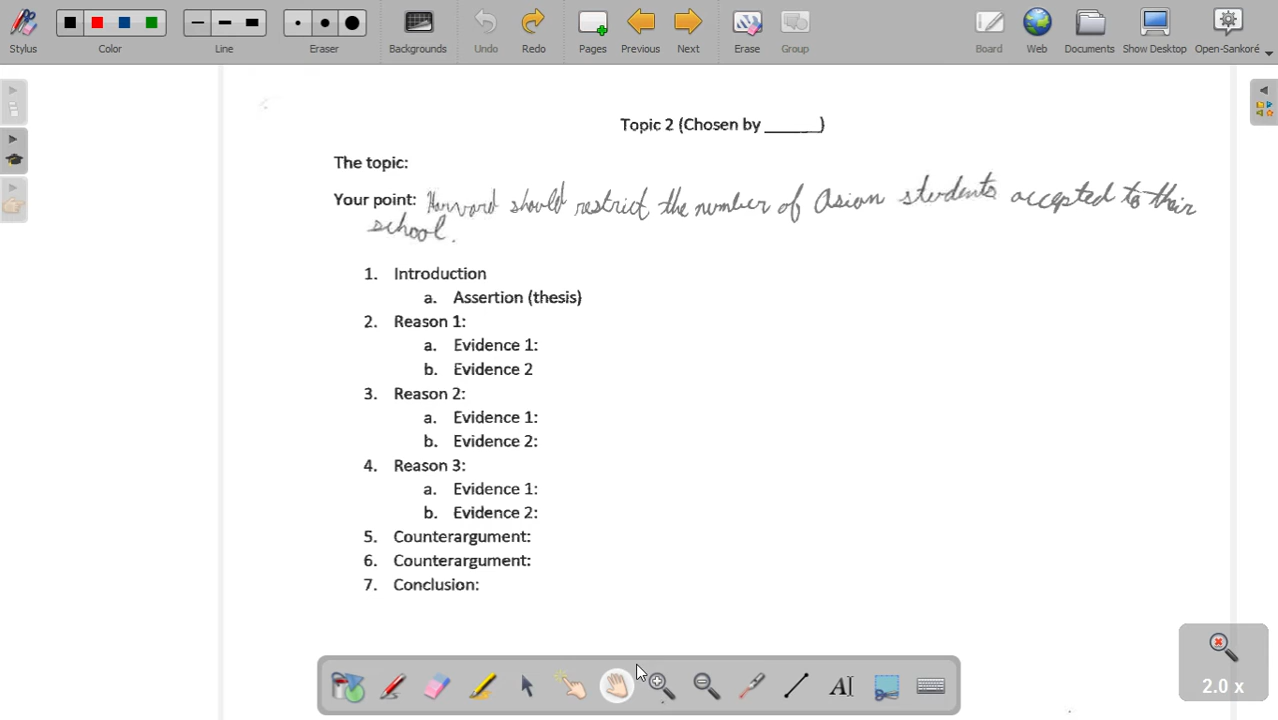 Stylus Color Line Eraser Backgrounds Undo Redo Pages Previous Next Erase Group Board Web Documents Show Desktop Open-Sankoré
Topic 2 (Chosen by ______)
The topic:
Your point: Harvard should restrict the number of Asian students accepted to their
school.
1. Introduction
a. Assertion (thesis)
2. Reason 1:
a. Evidence 1:
b. Evidence 2
3. Reason 2:
a. Evidence 1:
b. Evidence 2:
4. Reason 3:
a. Evidence 1:
b. Evidence 2:
5. Counterargument:
6. Counterargument:
7. Conclusion:
AI
2.0 x